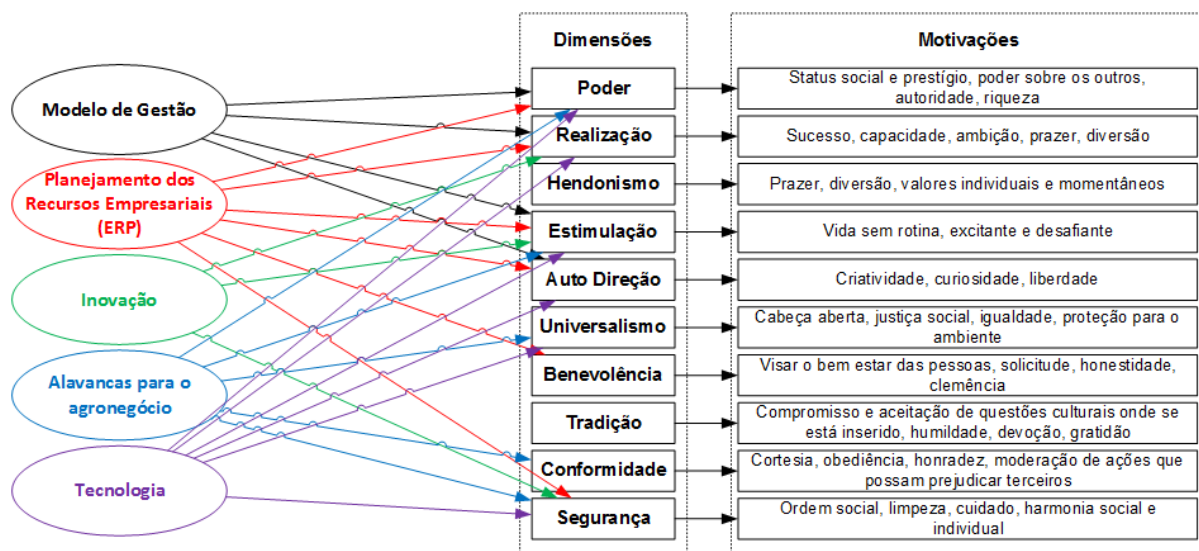 Dimensões
Motivações
Modelo de Gestão
Planejamento dos
Recursos Empresariais
(ERP)
Inovação
Alavancas para o
agronegócio
Tecnologia
Poder
Status social e prestígio, poder sobre os outros,
autoridade, riqueza
Realização
Sucesso, capacidade, ambição, prazer, diversão
Hendonismo
Prazer, diversão, valores individuais e momentâneos
Estimulação
Vida sem rotina, excitante e desafiante
Auto Direção
Criatividade, curiosidade, liberdade
Universalismo
Cabeça aberta, justiça social, igualdade, proteção para o
ambiente
Benevolência
Visar o bem estar das pessoas, solicitude, honestidade,
clemência
Tradição
Compromisso e aceitação de questões culturais onde se
está inserido, humildade, devoção, gratidão
Conformidade
Cortesia, obediência, honradez, moderação de ações que
possam prejudicar terceiros
Segurança
Ordem social, limpeza, cuidado, harmonia social e
individual